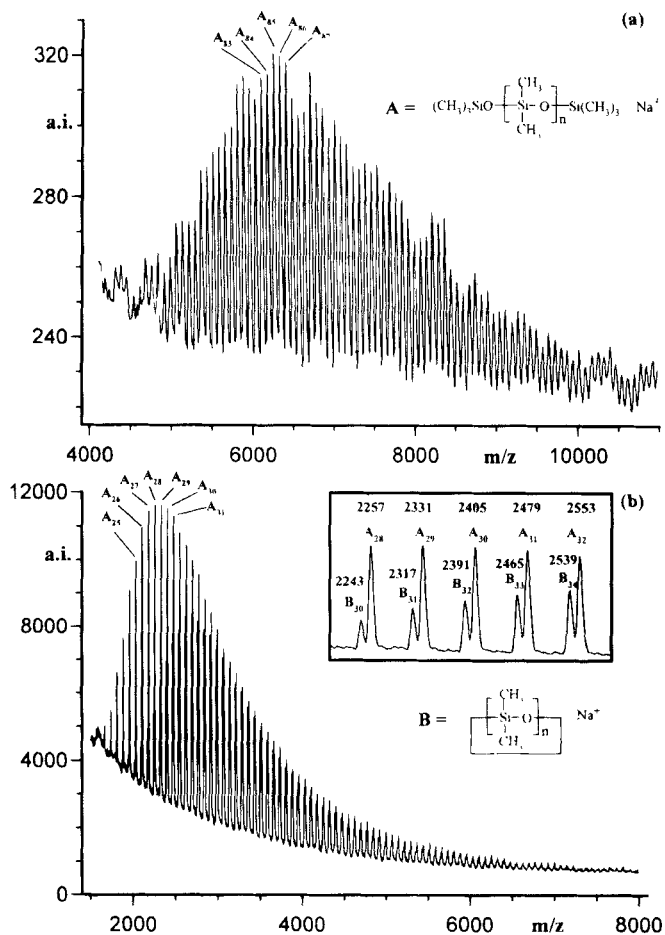 (a)
A₈₅
A₈₆
A₈₄
A₈₇
A₈₃
320
a.i.
280
240
A = (CH₃)₃SiO [ Si – O ]ₙ Si(CH₃)₃ Na⁺
CH₃
CH₃
4000 6000 8000 m/z 10000
(b)
12000
a.i.
8000
4000
0
A₂₈
A₂₇ A₂₉
A₂₆ A₃₀
A₂₅ A₃₁
2257 2331 2405 2479 2553
A₂₈ A₂₉ A₃₀ A₃₁ A₃₂
2243 2317 2391 2465 2539
B₃₀ B₃₁ B₃₂ B₃₃ B₃₄
B = [ Si – O ]ₙ Na⁺
CH₃
CH₃
2000 4000 6000 m/z 8000